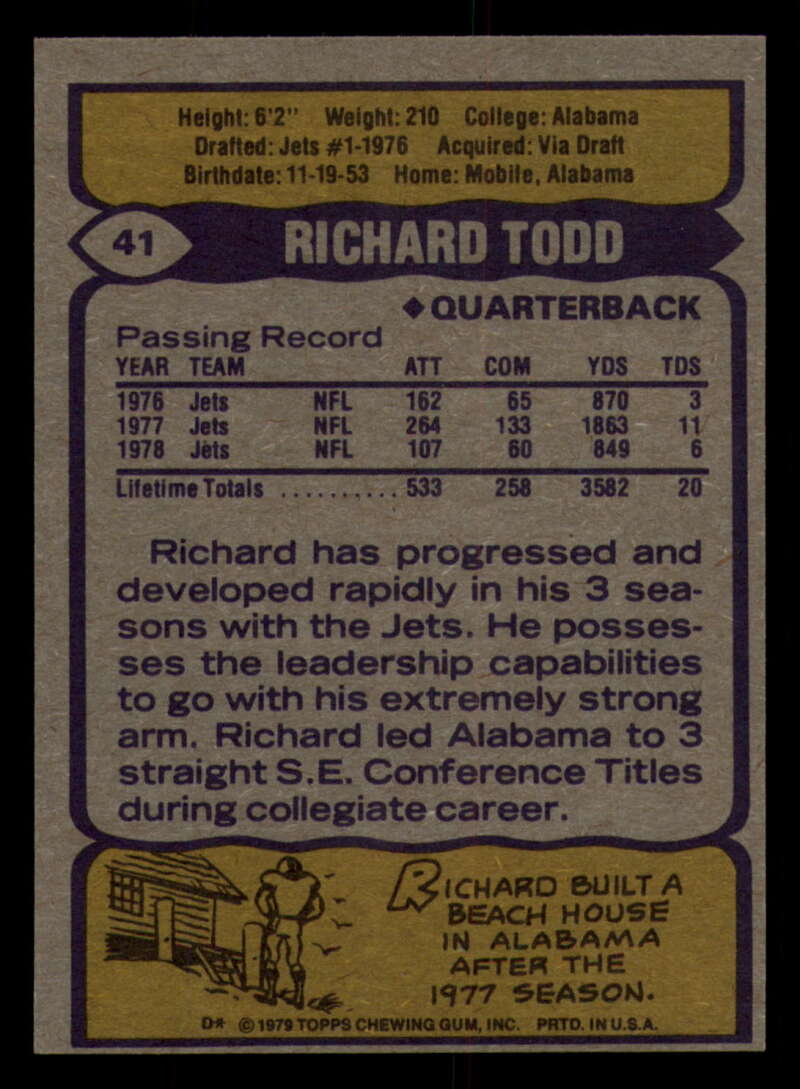 Height: 6'2" Weight: 210 College: Alabama
Drafted: Jets #1-1976 Acquired: Via Draft
Birthdate: 11-19-53 Home: Mobile, Alabama
41 RICHARD TODD
◆QUARTERBACK
Passing Record
YEAR TEAM ATT COM YDS TDS
1976 Jets NFL 162 65 870 3
1977 Jets NFL 264 133 1863 11
1978 Jets NFL 107 60 849 6
Lifetime Totals .......... 533 258 3582 20
Richard has progressed and
developed rapidly in his 3 sea-
sons with the Jets. He posses-
ses the leadership capabilities
to go with his extremely strong
arm. Richard led Alabama to 3
straight S.E. Conference Titles
during collegiate career.
RICHARD BUILT A
BEACH HOUSE
IN ALABAMA
AFTER THE
1977 SEASON.
D* © 1979 TOPPS CHEWING GUM, INC. PRTD. IN U.S.A.